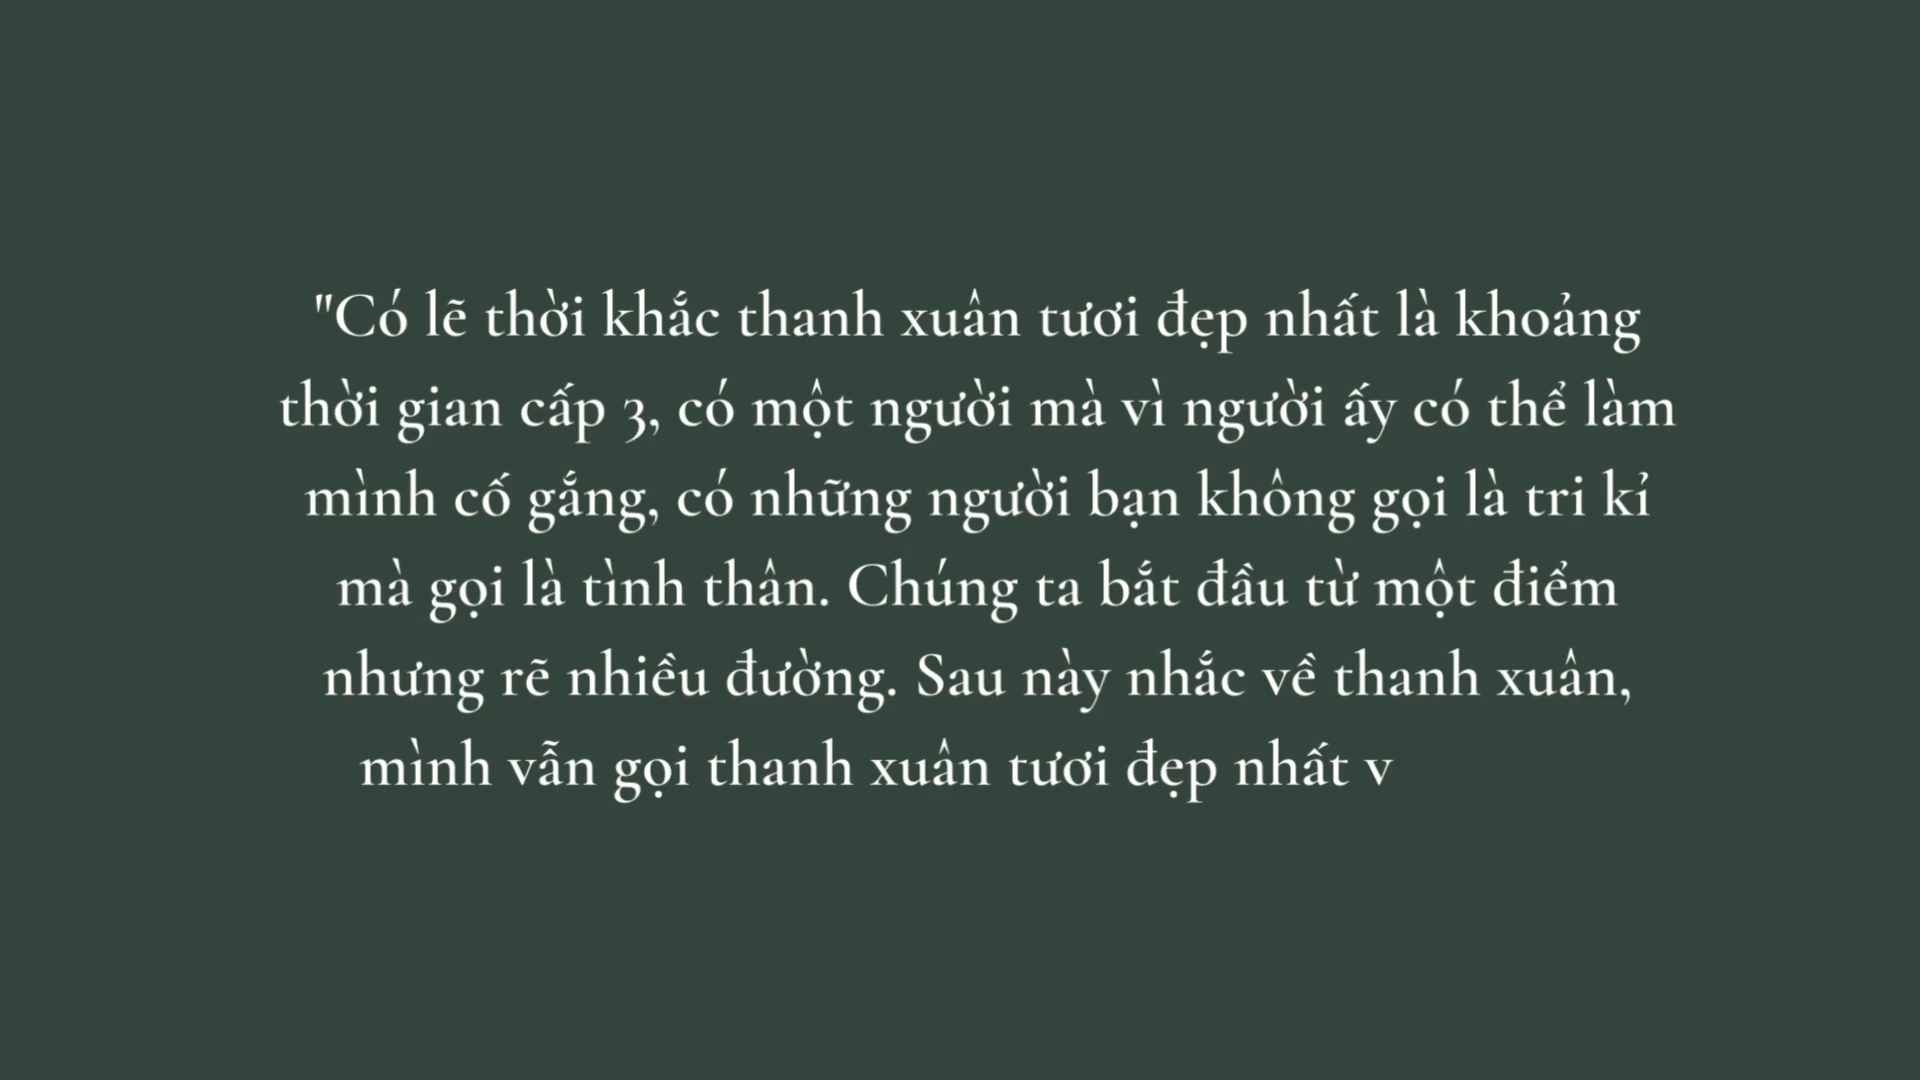 "Có lẽ thời khắc thanh xuân tươi đẹp nhất là khoảng
thời gian cấp 3, có một người mà vì người ấy có thể làm
mình cố gắng, có những người bạn không gọi là tri kỉ
mà gọi là tình thân. Chúng ta bắt đầu từ một điểm
nhưng rẽ nhiều đường. Sau này nhắc về thanh xuân,
mình vẫn gọi thanh xuân tươi đẹp nhất v